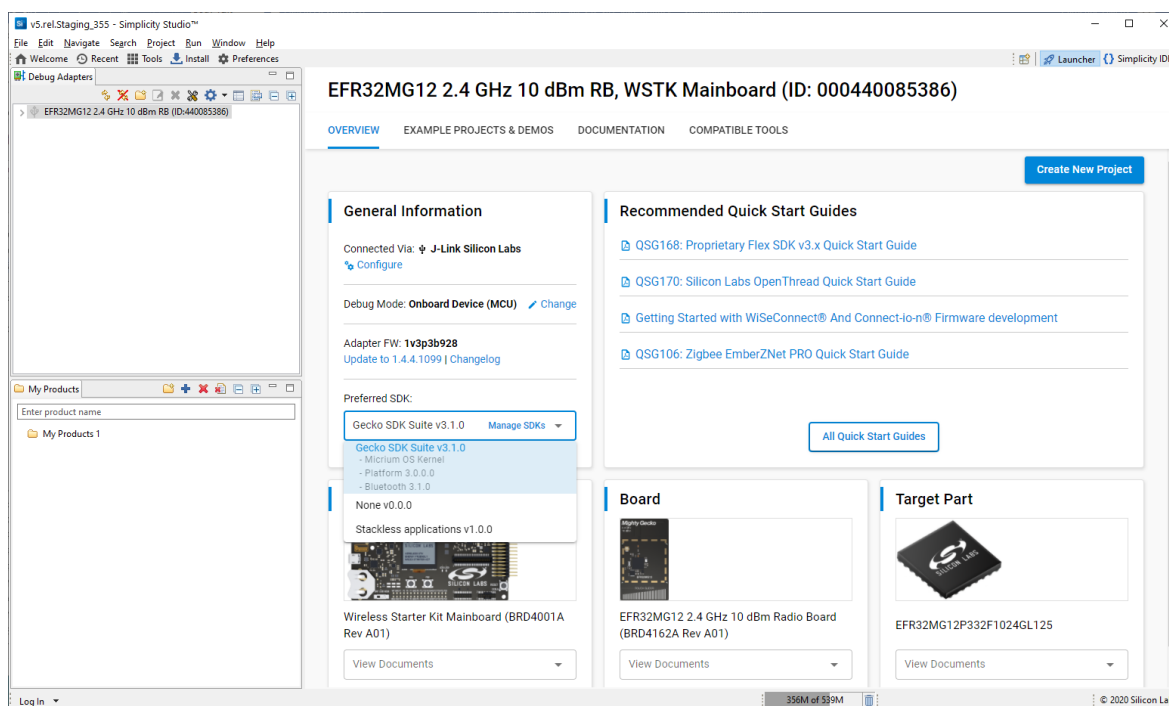 v5.rel.Staging_355 - Simplicity Studio™
File Edit Navigate Search Project Run Window Help
Welcome Recent Tools Install Preferences
Launcher Simplicity IDE
Debug Adapters
EFR32MG12 2.4 GHz 10 dBm RB (ID:440085386)
My Products
Enter product name
My Products 1
EFR32MG12 2.4 GHz 10 dBm RB, WSTK Mainboard (ID: 000440085386)
OVERVIEW EXAMPLE PROJECTS & DEMOS DOCUMENTATION COMPATIBLE TOOLS
Create New Project
General Information
Connected Via: J-Link Silicon Labs
Configure
Debug Mode: Onboard Device (MCU) Change
Adapter FW: 1v3p3b928
Update to 1.4.4.1099 | Changelog
Preferred SDK:
Gecko SDK Suite v3.1.0 Manage SDKs
Gecko SDK Suite v3.1.0
- Micrium OS Kernel
- Platform 3.0.0.0
- Bluetooth 3.1.0
None v0.0.0
Stackless applications v1.0.0
Recommended Quick Start Guides
QSG168: Proprietary Flex SDK v3.x Quick Start Guide
QSG170: Silicon Labs OpenThread Quick Start Guide
Getting Started with WiSeConnect® And Connect-io-n® Firmware development
QSG106: Zigbee EmberZNet PRO Quick Start Guide
All Quick Start Guides
SILICON LABS
Wireless Starter Kit Mainboard (BRD4001A
Rev A01)
View Documents
Board
Mighty Gecko
EFR32MG12 2.4 GHz 10 dBm Radio Board
(BRD4162A Rev A01)
View Documents
Target Part
SILICON LABS
EFR32MG12P332F1024GL125
View Documents
Log In
356M of 539M
© 2020 Silicon La